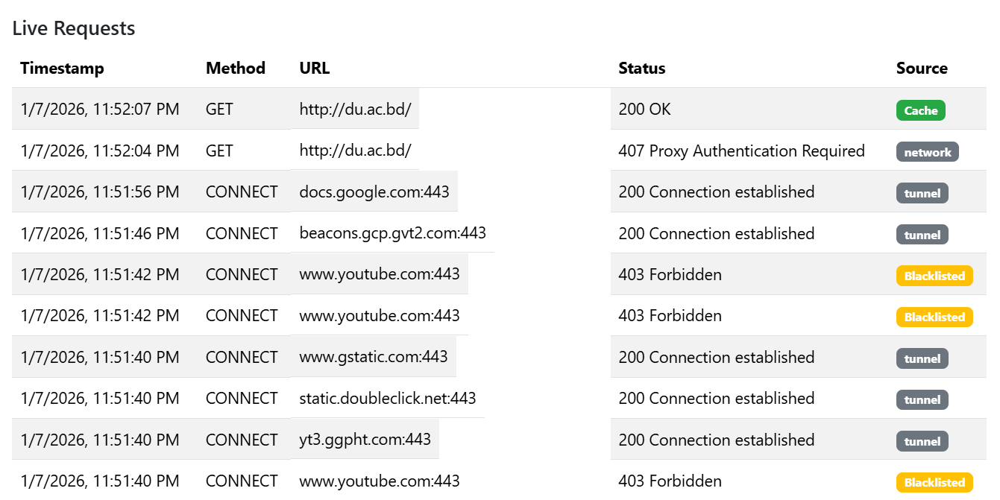 Live Requests
Timestamp Method URL Status Source
1/7/2026, 11:52:07 PM GET http://du.ac.bd/ 200 OK Cache
1/7/2026, 11:52:04 PM GET http://du.ac.bd/ 407 Proxy Authentication Required network
1/7/2026, 11:51:56 PM CONNECT docs.google.com:443 200 Connection established tunnel
1/7/2026, 11:51:46 PM CONNECT beacons.gcp.gvt2.com:443 200 Connection established tunnel
1/7/2026, 11:51:42 PM CONNECT www.youtube.com:443 403 Forbidden Blacklisted
1/7/2026, 11:51:42 PM CONNECT www.youtube.com:443 403 Forbidden Blacklisted
1/7/2026, 11:51:40 PM CONNECT www.gstatic.com:443 200 Connection established tunnel
1/7/2026, 11:51:40 PM CONNECT static.doubleclick.net:443 200 Connection established tunnel
1/7/2026, 11:51:40 PM CONNECT yt3.ggpht.com:443 200 Connection established tunnel
1/7/2026, 11:51:40 PM CONNECT www.youtube.com:443 403 Forbidden Blacklisted